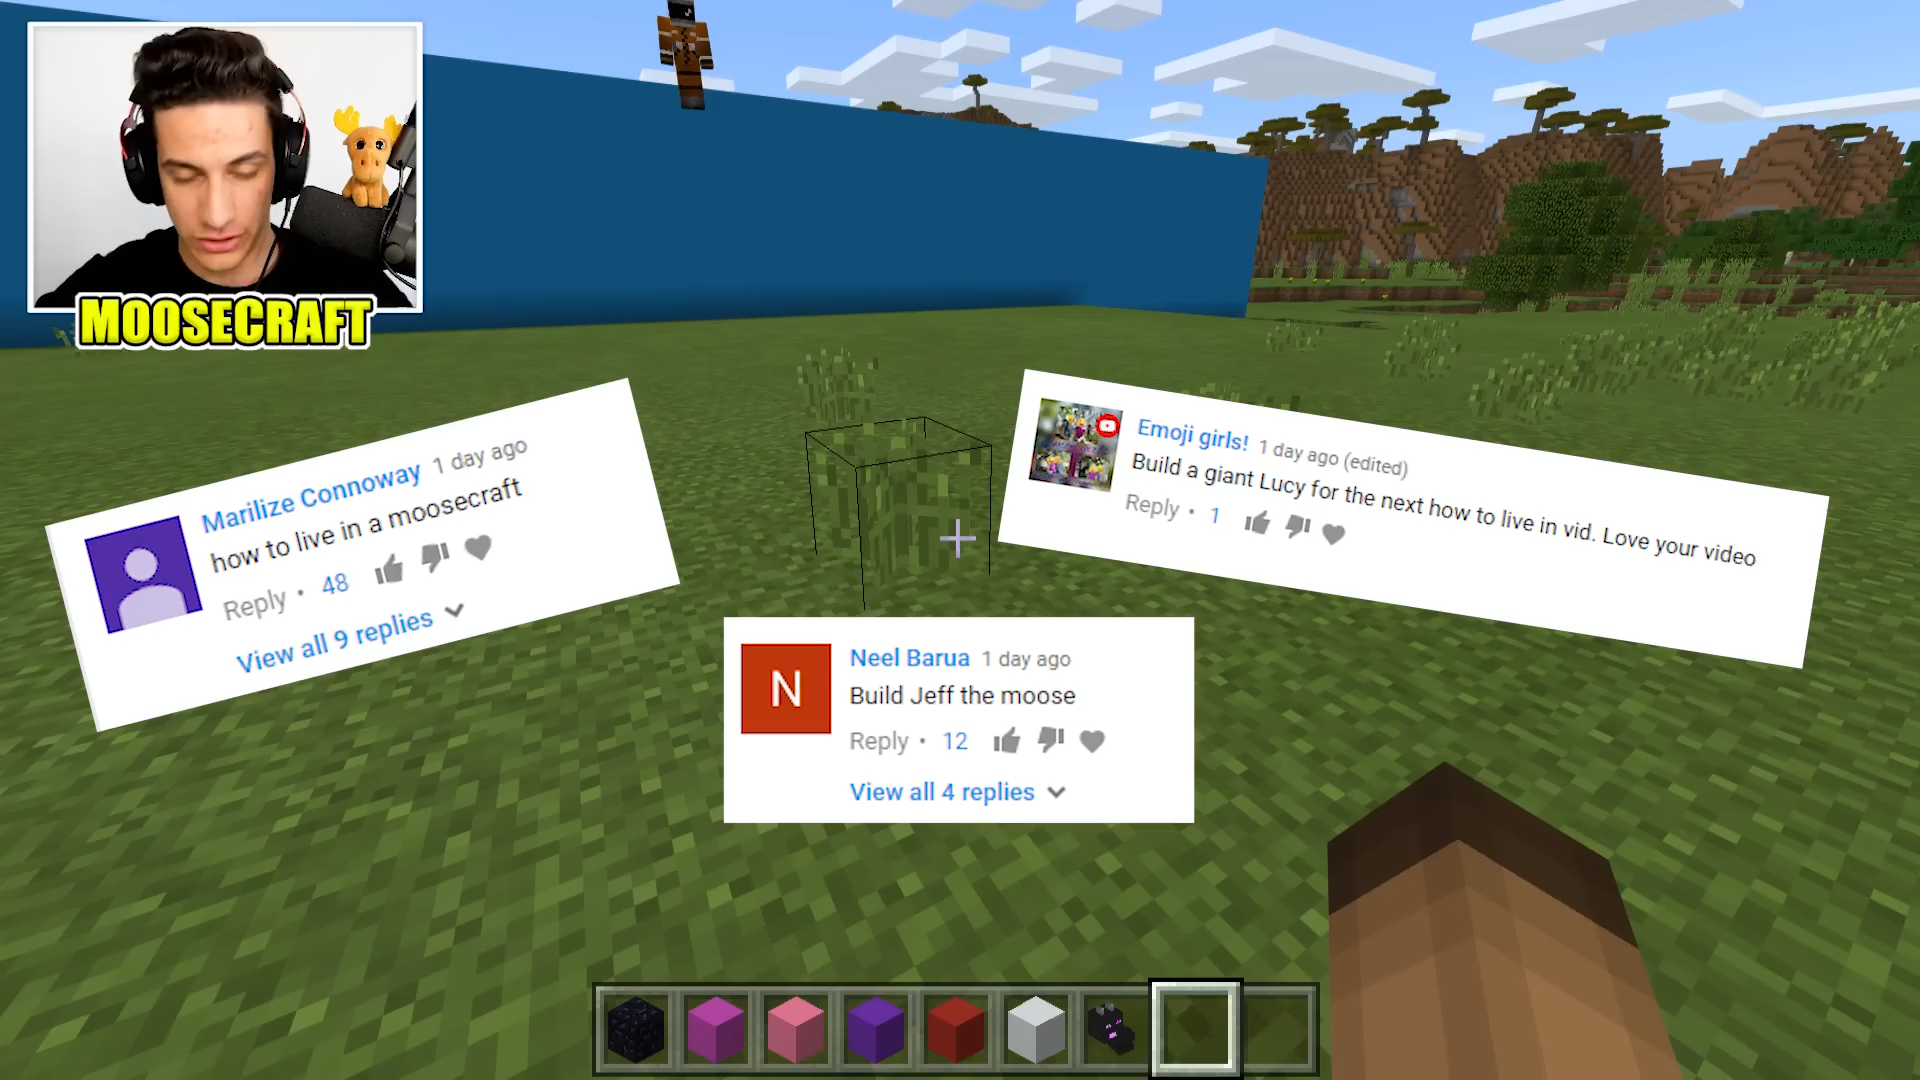 MOOSECRAFT
Marilize Connoway 1 day ago
how to live in a moosecraft
Reply • 48
View all 9 replies
Emoji girls! 1 day ago (edited)
Build a giant Lucy for the next how to live in vid. Love your video
Reply • 1
N
Neel Barua 1 day ago
Build Jeff the moose
Reply • 12
View all 4 replies